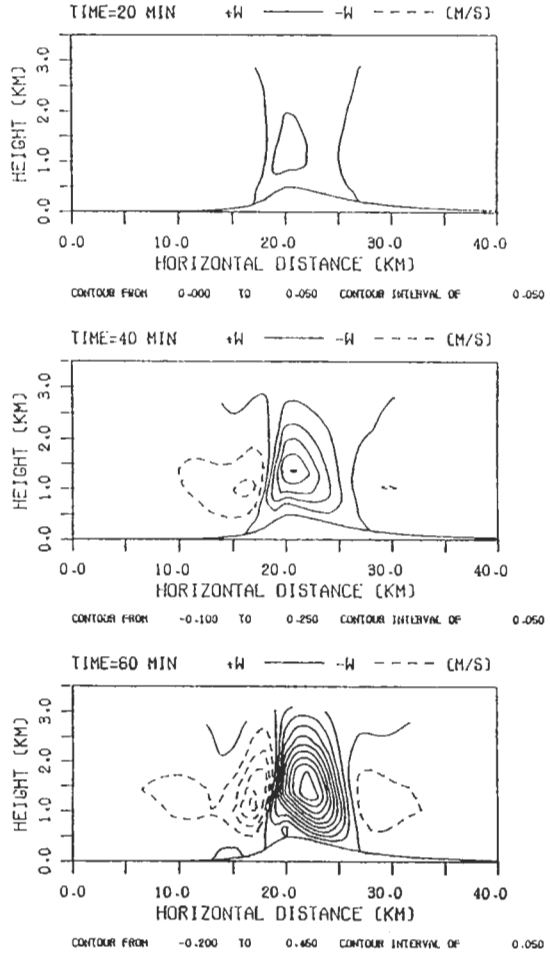 TIME=20 MIN +W -W (M/S)
3.0
2.0
1.0
0.0
HEIGHT (KM)
0.0 10.0 20.0 30.0 40.0
HORIZONTAL DISTANCE (KM)
CONTOUR FROM 0.000 TO 0.050 CONTOUR INTERVAL OF 0.050
TIME=40 MIN +W -W (M/S)
3.0
2.0
1.0
0.0
HEIGHT (KM)
0.0 10.0 20.0 30.0 40.0
HORIZONTAL DISTANCE (KM)
CONTOUR FROM -0.100 TO 0.250 CONTOUR INTERVAL OF 0.050
TIME=60 MIN +W -W (M/S)
3.0
2.0
1.0
0.0
HEIGHT (KM)
0.0 10.0 20.0 30.0 40.0
HORIZONTAL DISTANCE (KM)
CONTOUR FROM -0.200 TO 0.450 CONTOUR INTERVAL OF 0.050